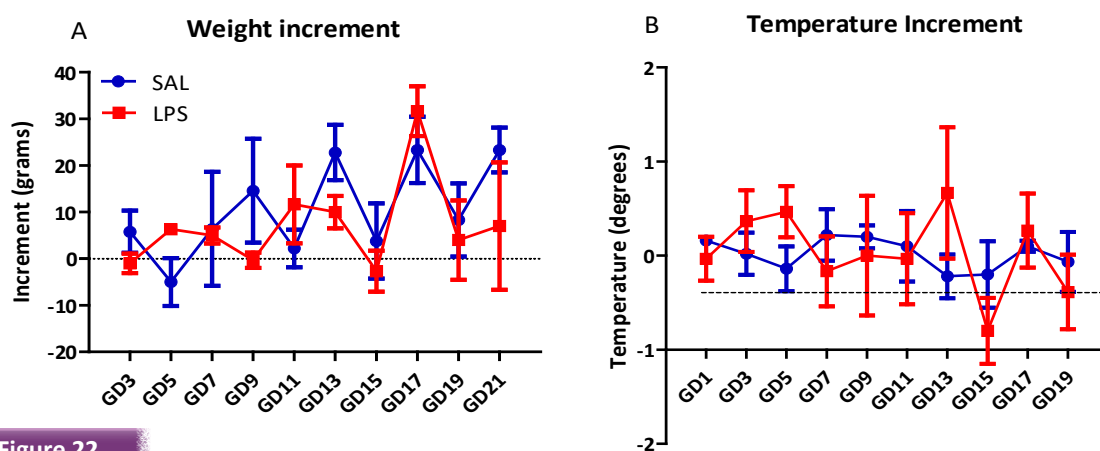 A
Weight increment
SAL
LPS
Increment (grams)
40
30
20
10
0
-10
-20
GD3
GD5
GD7
GD9
GD11
GD13
GD15
GD17
GD19
GD21
B
Temperature Increment
Temperature (degrees)
2
1
0
-1
-2
GD1
GD3
GD5
GD7
GD9
GD11
GD13
GD15
GD17
GD19
Figure 22